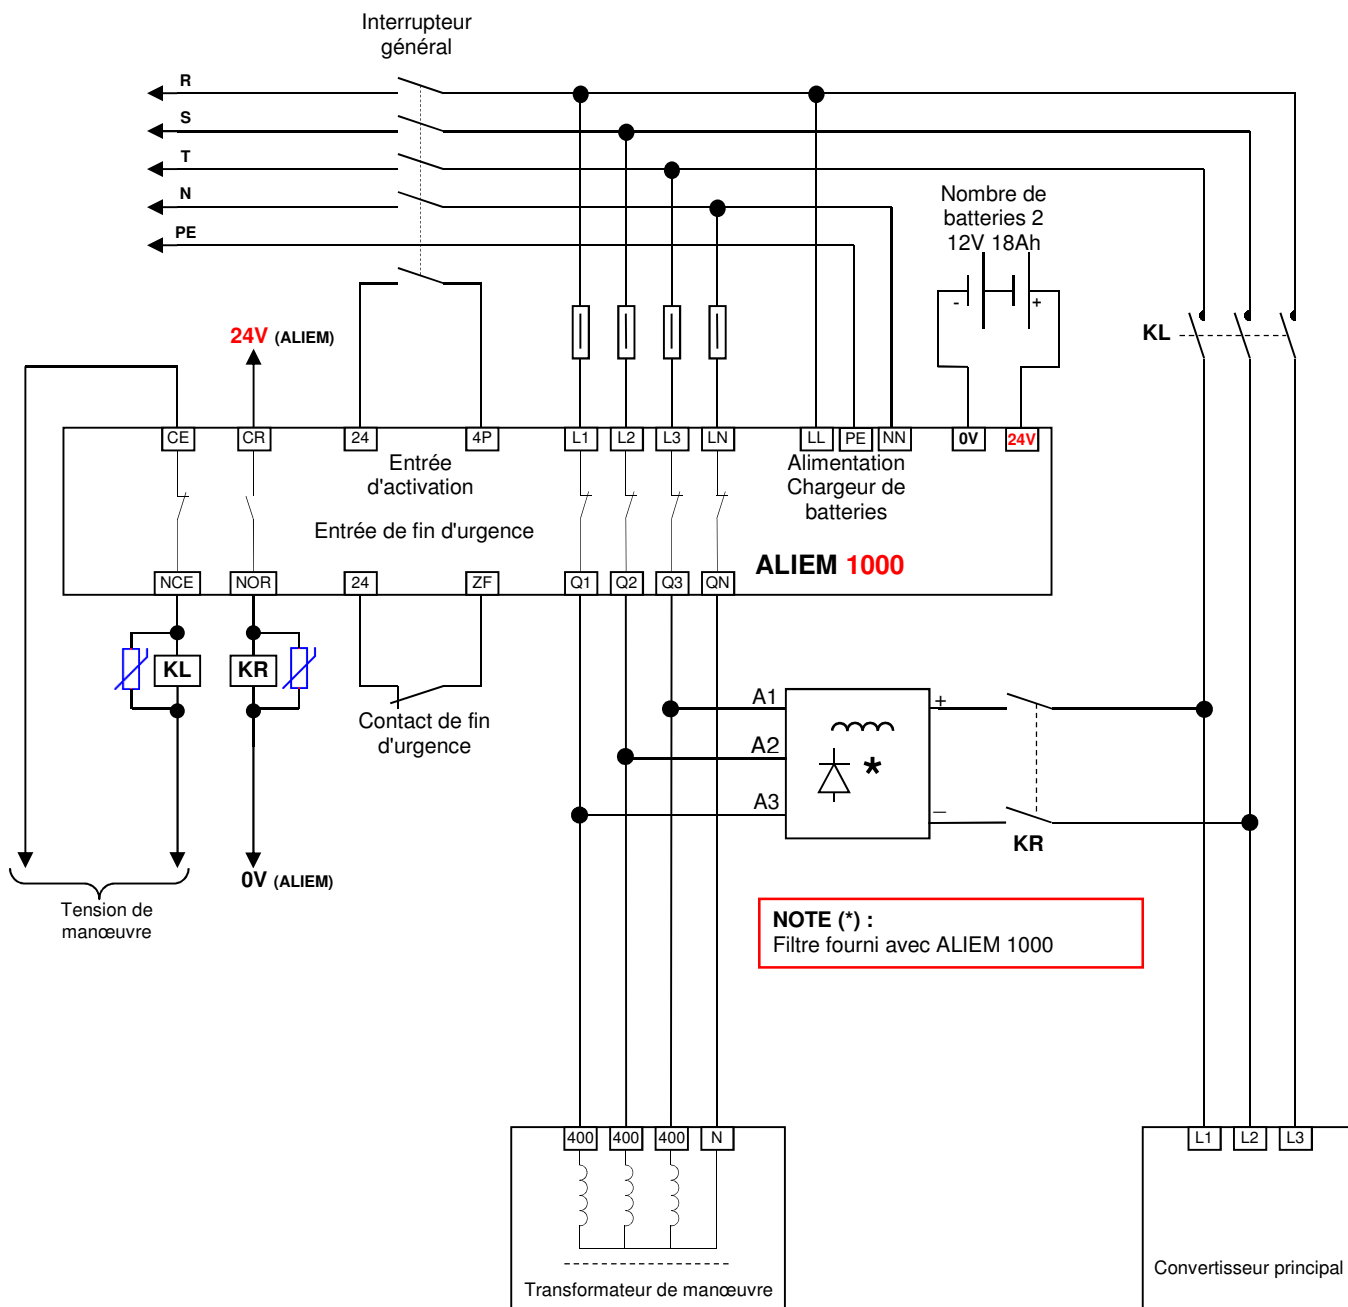 Interrupteur
général
R
S
T
N
PE
Nombre de
batteries 2
12V 18Ah
- +
KL
24V (ALIEM)
CE CR 24 4P L1 L2 L3 LN LL PE NN 0V 24V
Entrée
d'activation
Alimentation
Chargeur de
batteries
Entrée de fin d'urgence
ALIEM 1000
NCE NOR 24 ZF Q1 Q2 Q3 QN
KL KR
Contact de fin
d'urgence
A1 +
A2
*
A3 –
KR
0V (ALIEM)
Tension de
manœuvre
NOTE (*) :
Filtre fourni avec ALIEM 1000
400 400 400 N
L1 L2 L3
Transformateur de manœuvre
Convertisseur principal